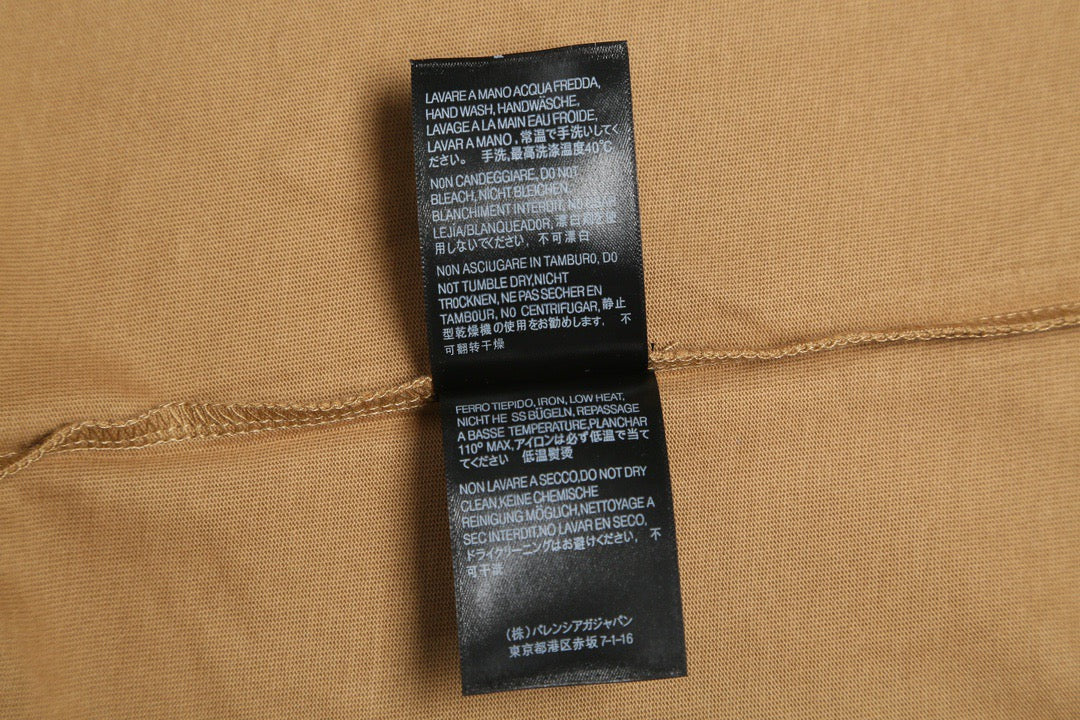 LAVARE A MANO ACQUA FREDDA,
HAND WASH, HANDWÄSCHE,
LAVAGE A LA MAIN EAU FROIDE,
LAVAR A MANO , 常温で手洗いしてく
ださい。 手洗,最高洗涤温度40℃
NON CANDEGGIARE, DO NOT
BLEACH, NICHT BLEICHEN,
BLANCHIMENT INTERDIT, NO
LEJIA/BLANQUEADOR, 漂白剤を使
用しないでください, 不可漂白
NON ASCIUGARE IN TAMBURO, DO
NOT TUMBLE DRY,NICHT
TROCKNEN, NE PAS SECHER EN
TAMBOUR, NO CENTRIFUGAR, 静止
型乾燥機の使用をお勧めします, 不
可翻转干燥
FERRO TIEPIDO, IRON, LOW HEAT,
NICHT HE SS BÜGELN, REPASSAGE
A BASSE TEMPERATURE,PLANCHAR
110° MAX,アイロンは必ず低温で当て
てください 低温熨烫
NON LAVARE A SECCO,DO NOT DRY
CLEAN,KEINE CHEMISCHE
REINIGUNG MÖGLICH,NETTOYAGE A
SEC INTERDIT,NO LAVAR EN SECO,
ドライクリーニングはお避けください, 不
可干洗
(株)バレンシアガジャパン
東京都港区赤坂 7-1-16